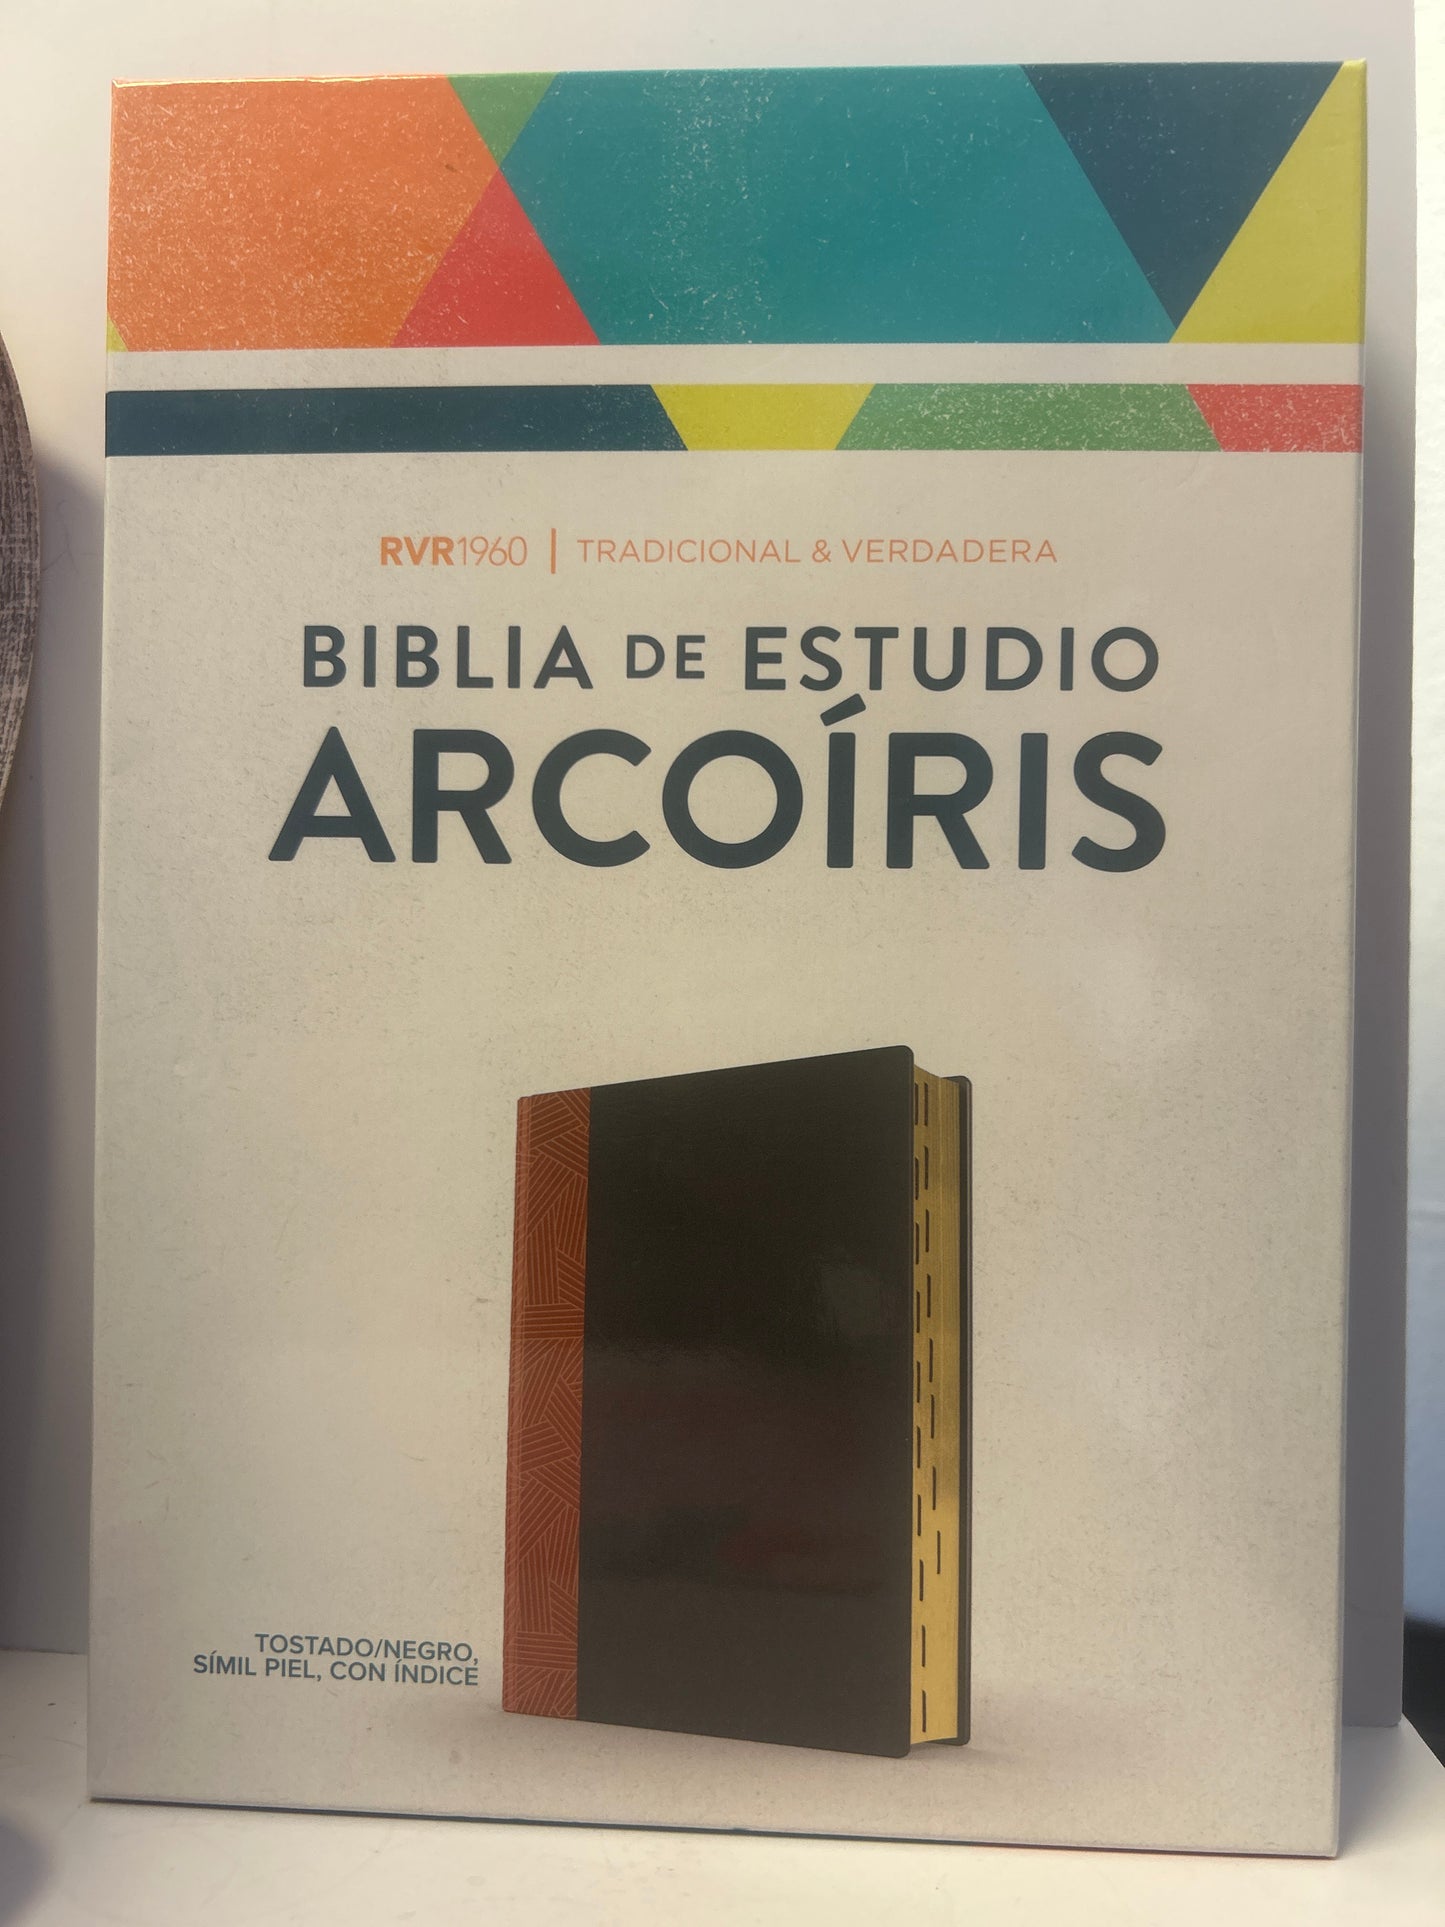 RVR1960 | TRADICIONAL & VERDADERA
BIBLIA DE ESTUDIO
ARCOÍRIS
TOSTADO/NEGRO,
SÍMIL PIEL, CON ÍNDICE